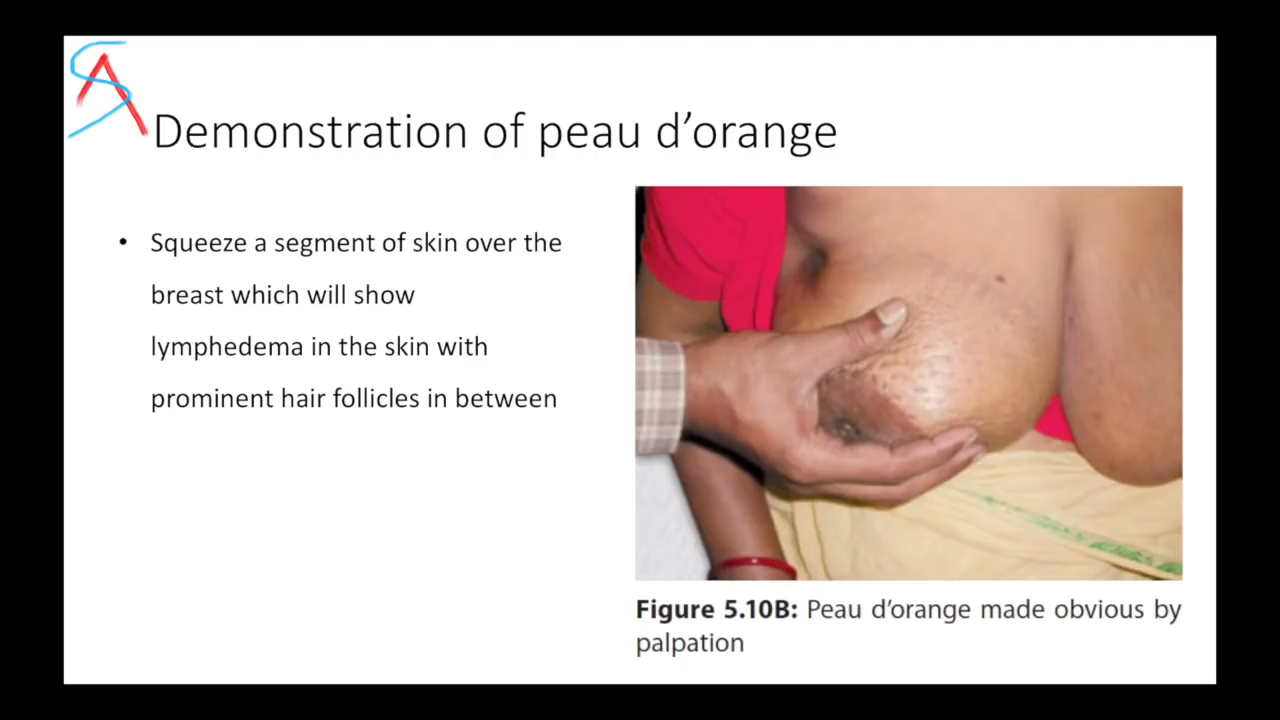 SA
Demonstration of peau d’orange
• Squeeze a segment of skin over the
breast which will show
lymphedema in the skin with
prominent hair follicles in between
Figure 5.10B: Peau d’orange made obvious by
palpation